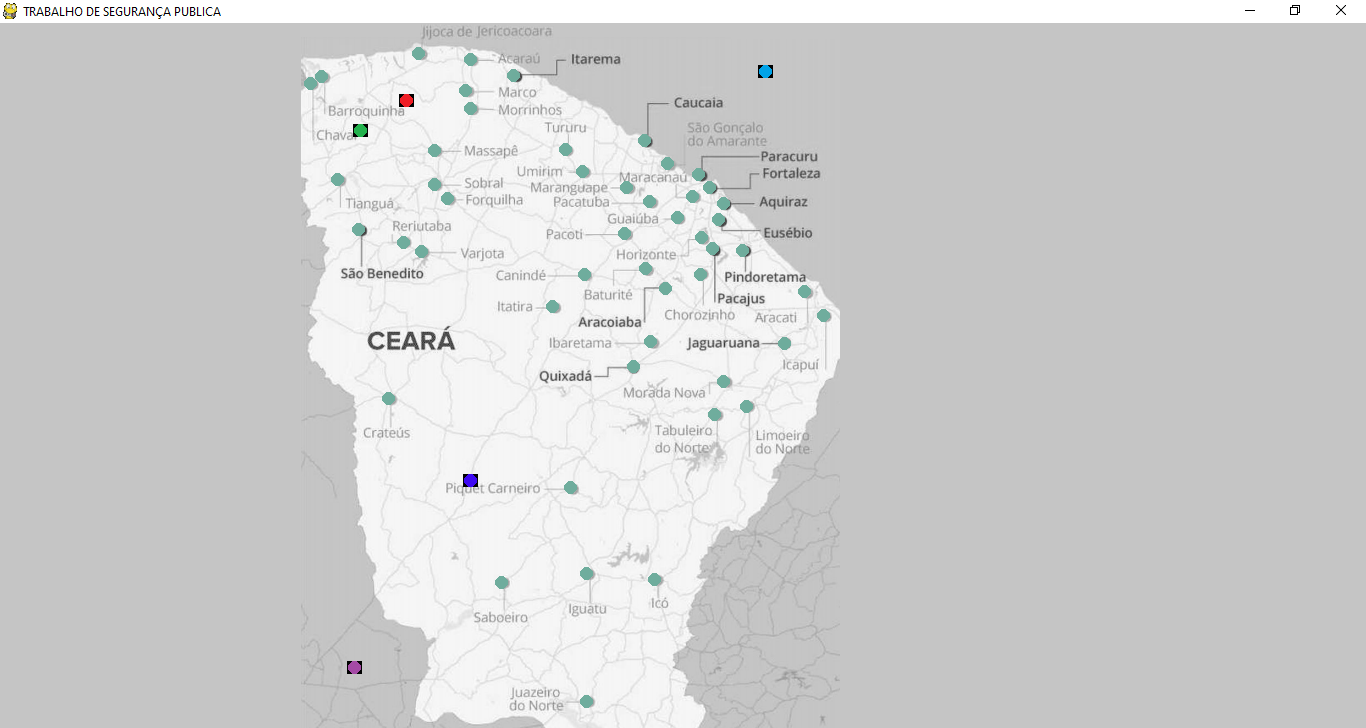 TRABALHO DE SEGURANÇA PUBLICA
Jijoca de Jericoacoara
Acaraú
Itarema
Marco
Caucaia
Barroquinha
Morrinhos
Tururu
São Gonçalo
do Amarante
Chaval
Massapê
Paracuru
Umirim
Maracanaú
Fortaleza
Sobral
Maranguape
Forquilha
Pacatuba
Aquiraz
Tianguá
Guaiúba
Reriutaba
Pacoti
Eusébio
Varjota
Horizonte
São Benedito
Canindé
Pindoretama
Baturité
Pacajus
Itatira
Chorozinho
Aracati
Aracoiaba
CEARÁ
Ibaretama
Jaguaruana
Icapuí
Quixadá
Morada Nova
Crateús
Tabuleiro
do Norte
Limoeiro
do Norte
Piquet Carneiro
Saboeiro
Iguatu
Icó
Juazeiro
do Norte